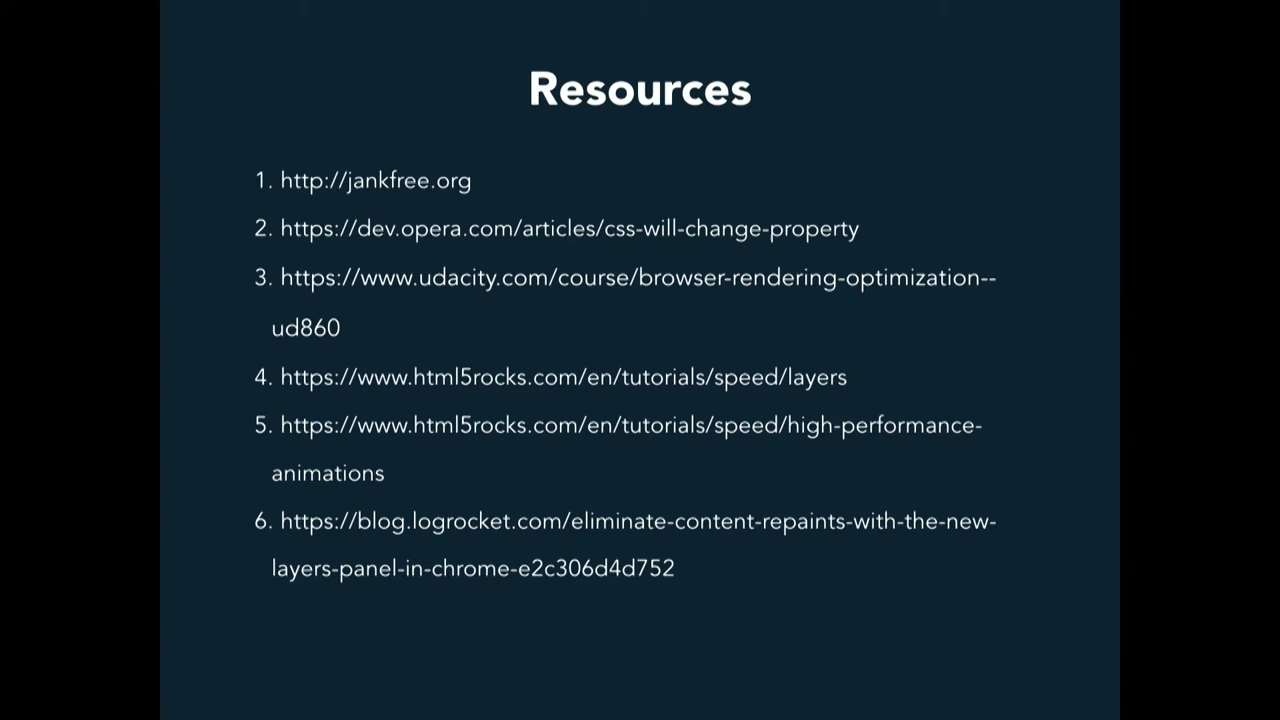 Resources
1. http://jankfree.org
2. https://dev.opera.com/articles/css-will-change-property
3. https://www.udacity.com/course/browser-rendering-optimization--
ud860
4. https://www.html5rocks.com/en/tutorials/speed/layers
5. https://www.html5rocks.com/en/tutorials/speed/high-performance-
animations
6. https://blog.logrocket.com/eliminate-content-repaints-with-the-new-
layers-panel-in-chrome-e2c306d4d752